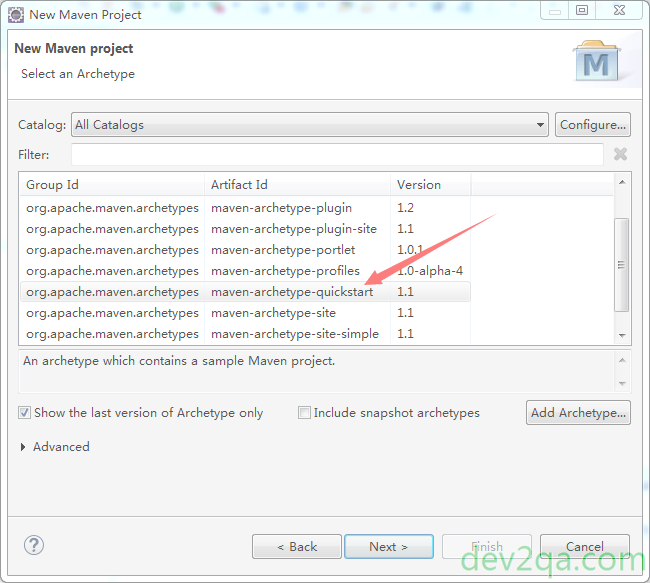 New Maven Project
New Maven project
Select an Archetype
M
Catalog: All Catalogs Configure...
Filter:
Group Id Artifact Id Version
org.apache.maven.archetypes maven-archetype-plugin 1.2
org.apache.maven.archetypes maven-archetype-plugin-site 1.1
org.apache.maven.archetypes maven-archetype-portlet 1.0.1
org.apache.maven.archetypes maven-archetype-profiles 1.0-alpha-4
org.apache.maven.archetypes maven-archetype-quickstart 1.1
org.apache.maven.archetypes maven-archetype-site 1.1
org.apache.maven.archetypes maven-archetype-site-simple 1.1
An archetype which contains a sample Maven project.
Show the last version of Archetype only Include snapshot archetypes Add Archetype...
Advanced
? < Back Next > Finish Cancel
dev2qa.com